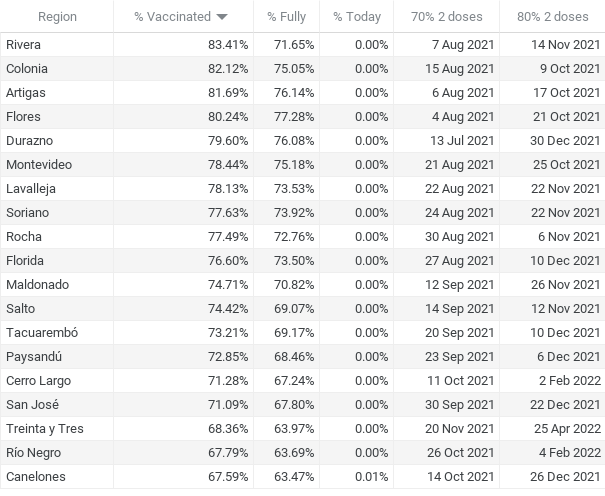 Region % Vaccinated % Fully % Today 70% 2 doses 80% 2 doses
Rivera 83.41% 71.65% 0.00% 7 Aug 2021 14 Nov 2021
Colonia 82.12% 75.05% 0.00% 15 Aug 2021 9 Oct 2021
Artigas 81.69% 76.14% 0.00% 6 Aug 2021 17 Oct 2021
Flores 80.24% 77.28% 0.00% 4 Aug 2021 21 Oct 2021
Durazno 79.60% 76.08% 0.00% 13 Jul 2021 30 Dec 2021
Montevideo 78.44% 75.18% 0.00% 21 Aug 2021 25 Oct 2021
Lavalleja 78.13% 73.53% 0.00% 22 Aug 2021 22 Nov 2021
Soriano 77.63% 73.92% 0.00% 24 Aug 2021 22 Nov 2021
Rocha 77.49% 72.76% 0.00% 30 Aug 2021 6 Nov 2021
Florida 76.60% 73.50% 0.00% 27 Aug 2021 10 Dec 2021
Maldonado 74.71% 70.82% 0.00% 12 Sep 2021 26 Nov 2021
Salto 74.42% 69.07% 0.00% 14 Sep 2021 12 Nov 2021
Tacuarembó 73.21% 69.17% 0.00% 20 Sep 2021 10 Dec 2021
Paysandú 72.85% 68.46% 0.00% 23 Sep 2021 6 Dec 2021
Cerro Largo 71.28% 67.24% 0.00% 11 Oct 2021 2 Feb 2022
San José 71.09% 67.80% 0.00% 30 Sep 2021 22 Dec 2021
Treinta y Tres 68.36% 63.97% 0.00% 20 Nov 2021 25 Apr 2022
Río Negro 67.79% 63.69% 0.00% 26 Oct 2021 4 Feb 2022
Canelones 67.59% 63.47% 0.01% 14 Oct 2021 26 Dec 2021